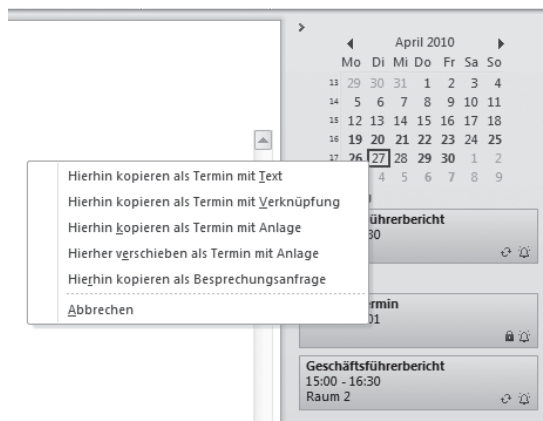 April 2010
Mo Di Mi Do Fr Sa So
13 29 30 31 1 2 3 4
14 5 6 7 8 9 10 11
15 12 13 14 15 16 17 18
16 19 20 21 22 23 24 25
17 26 27 28 29 30 1 2
4 5 6 7 8 9
Hierhin kopieren als Termin mit Text
Hierhin kopieren als Termin mit Verknüpfung
Hierhin kopieren als Termin mit Anlage
Hierher verschieben als Termin mit Anlage
Hierhin kopieren als Besprechungsanfrage
Abbrechen
ührerbericht
30
ermin
01
Geschäftsführerbericht
15:00 - 16:30
Raum 2